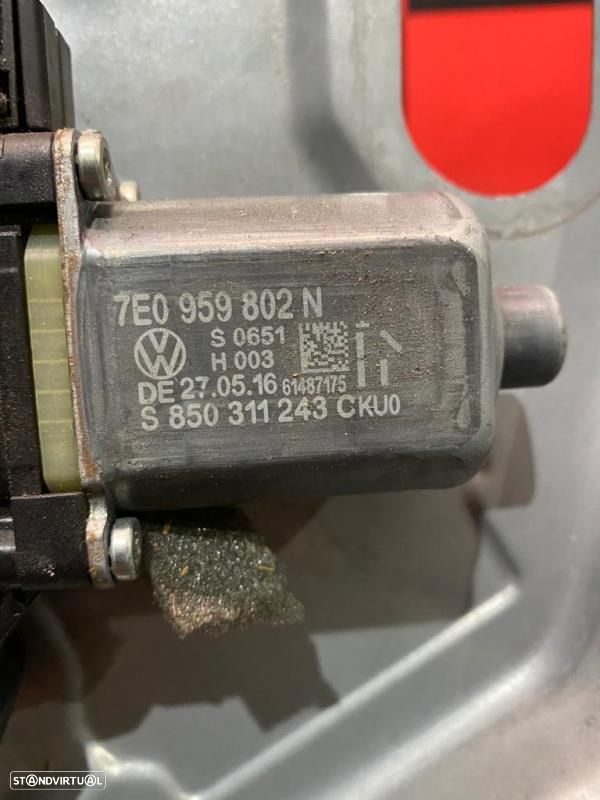 7E0 959 802 N
S 0651
H 003
DE 27.05.16 61487175
S 850 311 243 CKU0
STANDVIRTUAL